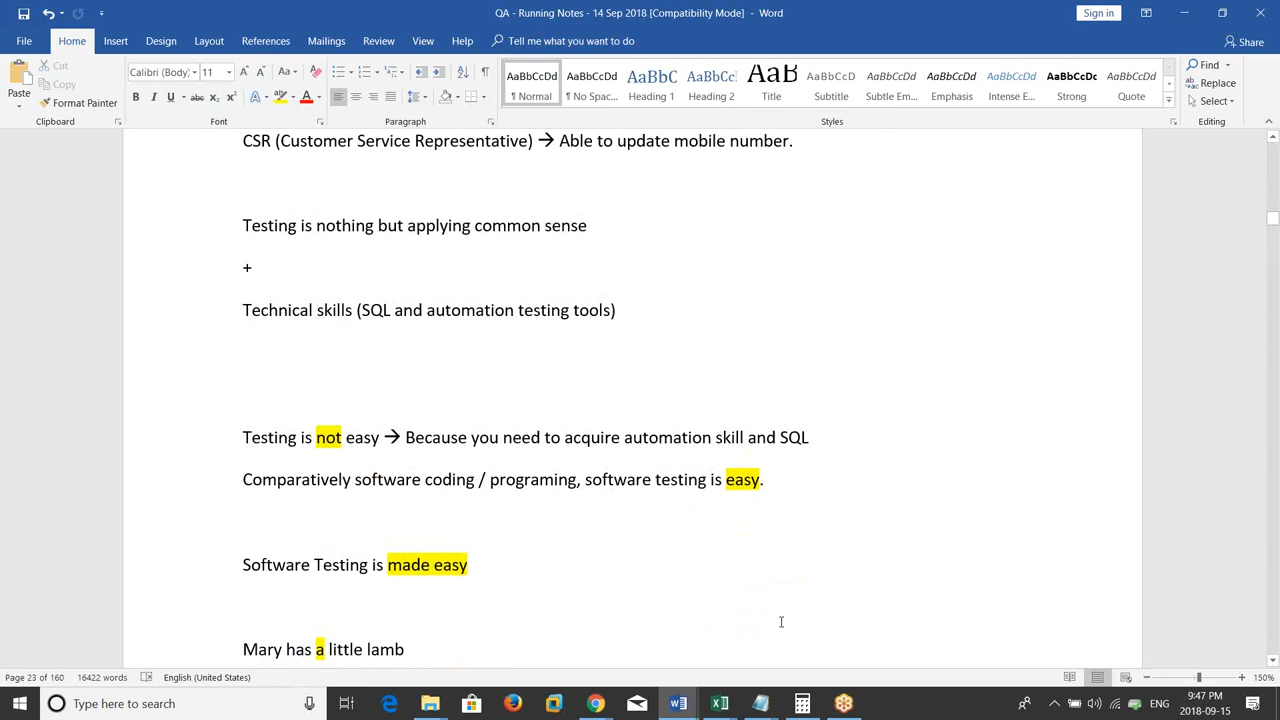 QA - Running Notes - 14 Sep 2018 [Compatibility Mode] - Word
Sign in
File Home Insert Design Layout References Mailings Review View Help Tell me what you want to do Share
Cut
Copy
Format Painter
Paste
Clipboard
Calibri (Body) 11
Font
Paragraph
AaBbCcDd AaBbCcDd AaBbC AaBbCc AaB AaBbCcD AaBbCcDd AaBbCcDd AaBbCcDd AaBbCcDc AaBbCcDd
¶ Normal ¶ No Spac... Heading 1 Heading 2 Title Subtitle Subtle Em... Emphasis Intense E... Strong Quote
Styles
Find
Replace
Select
Editing
CSR (Customer Service Representative) → Able to update mobile number.
Testing is nothing but applying common sense
+
Technical skills (SQL and automation testing tools)
Testing is not easy → Because you need to acquire automation skill and SQL
Comparatively software coding / programing, software testing is easy.
Software Testing is made easy
Mary has a little lamb
Page 23 of 160 16422 words English (United States) 150%
Type here to search
ENG
9:47 PM
2018-09-15